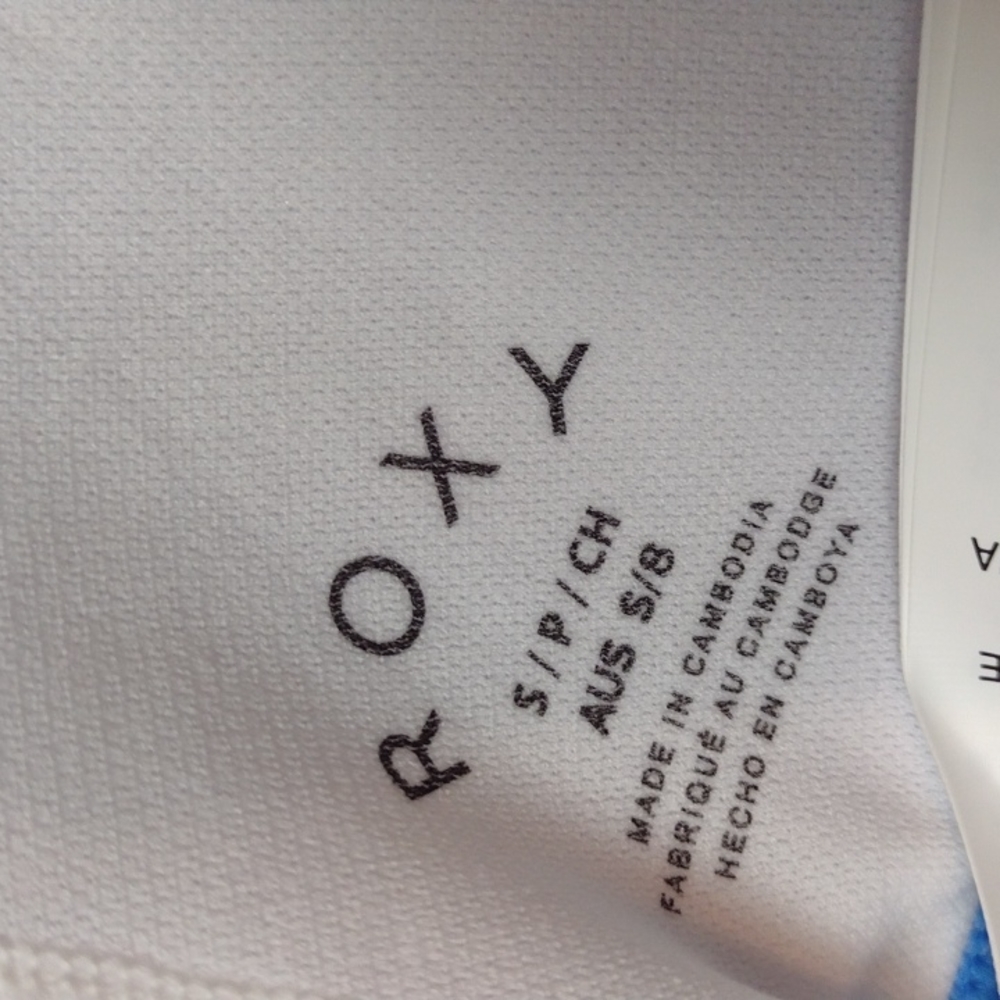 ROXY
S/P/CH
AUS S/8
MADE IN CAMBODIA
FABRIQUÉ AU CAMBODGE
HECHO EN CAMBOYA
A
E